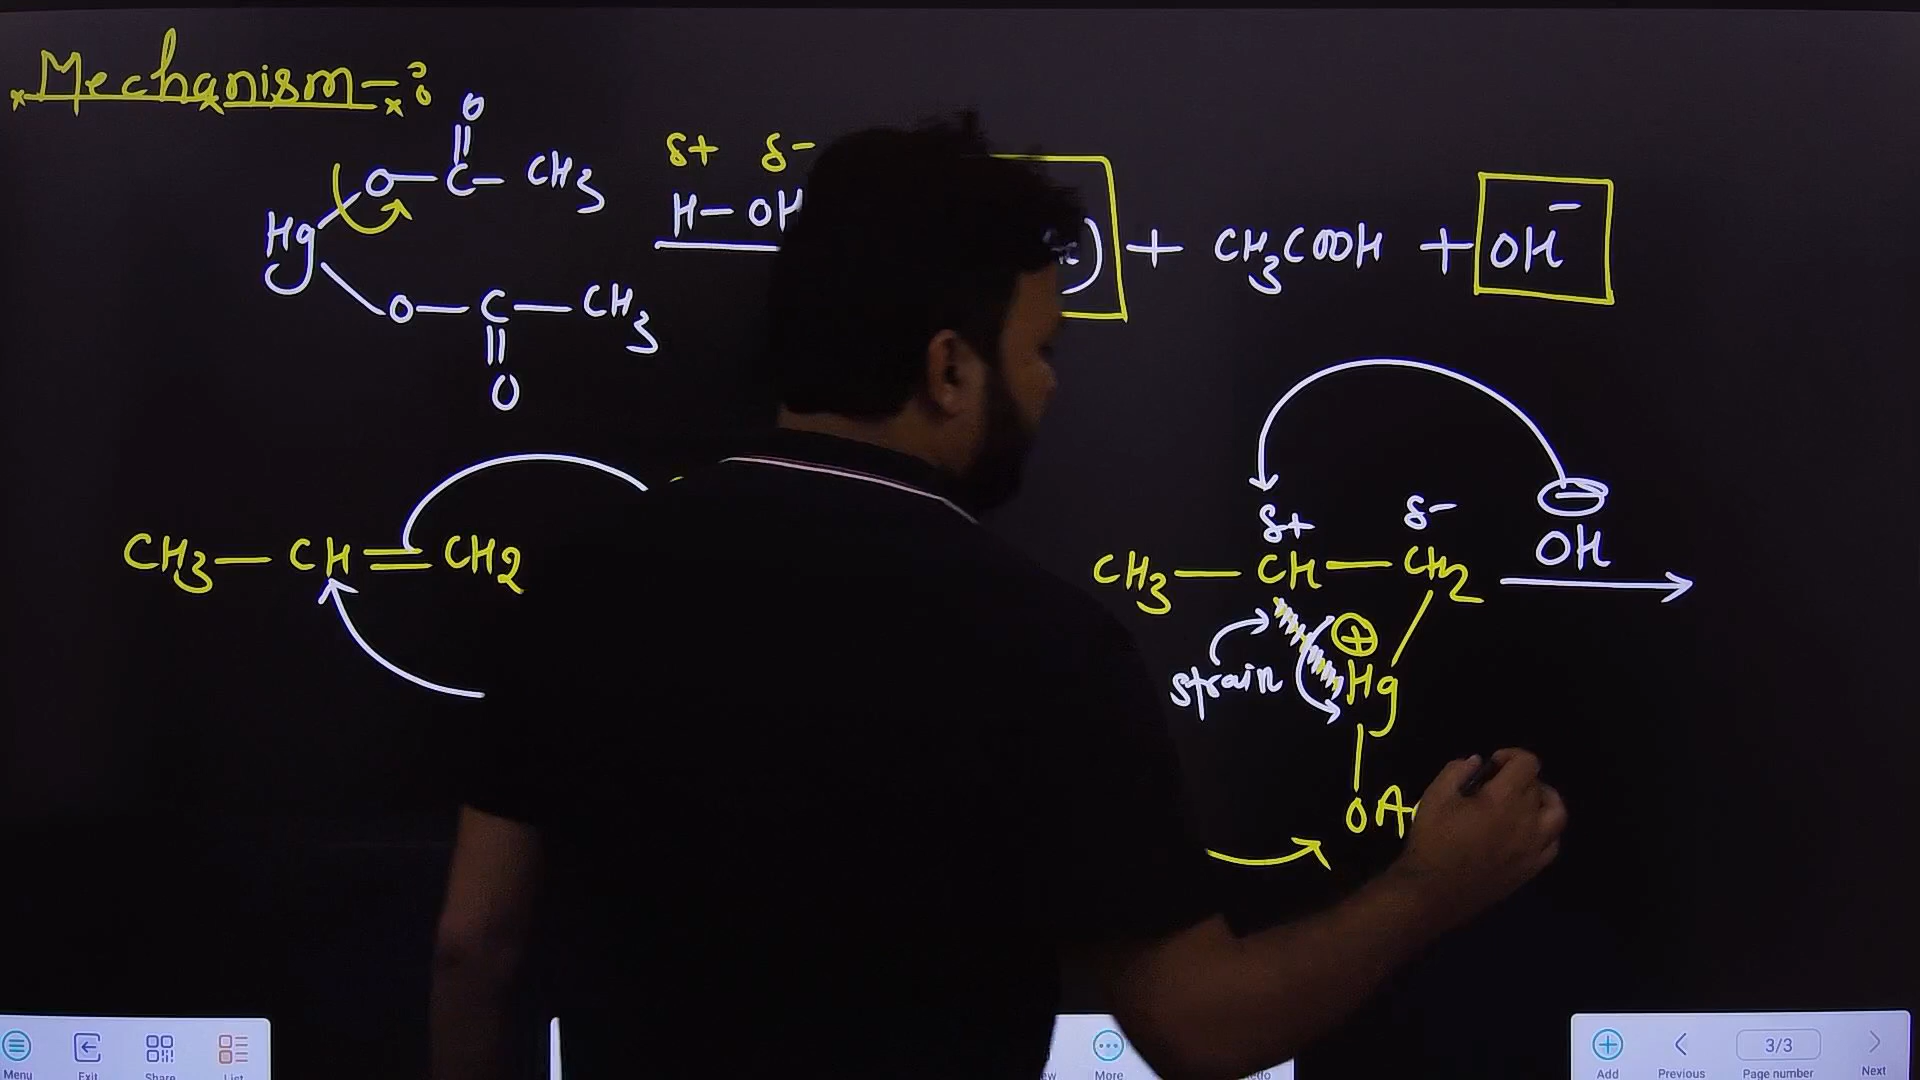 Mechanism-:
O
δ+ δ-
O-C-CH3
H-OH
Hg
) + CH3COOH + OH⁻
O-C-CH3
O
δ+ δ- ⊖
OH
CH3-CH=CH2
CH3-CH-CH2
⊕
strain Hg
OA
Menu Exit Share List More Add Previous 3/3 Page number Next